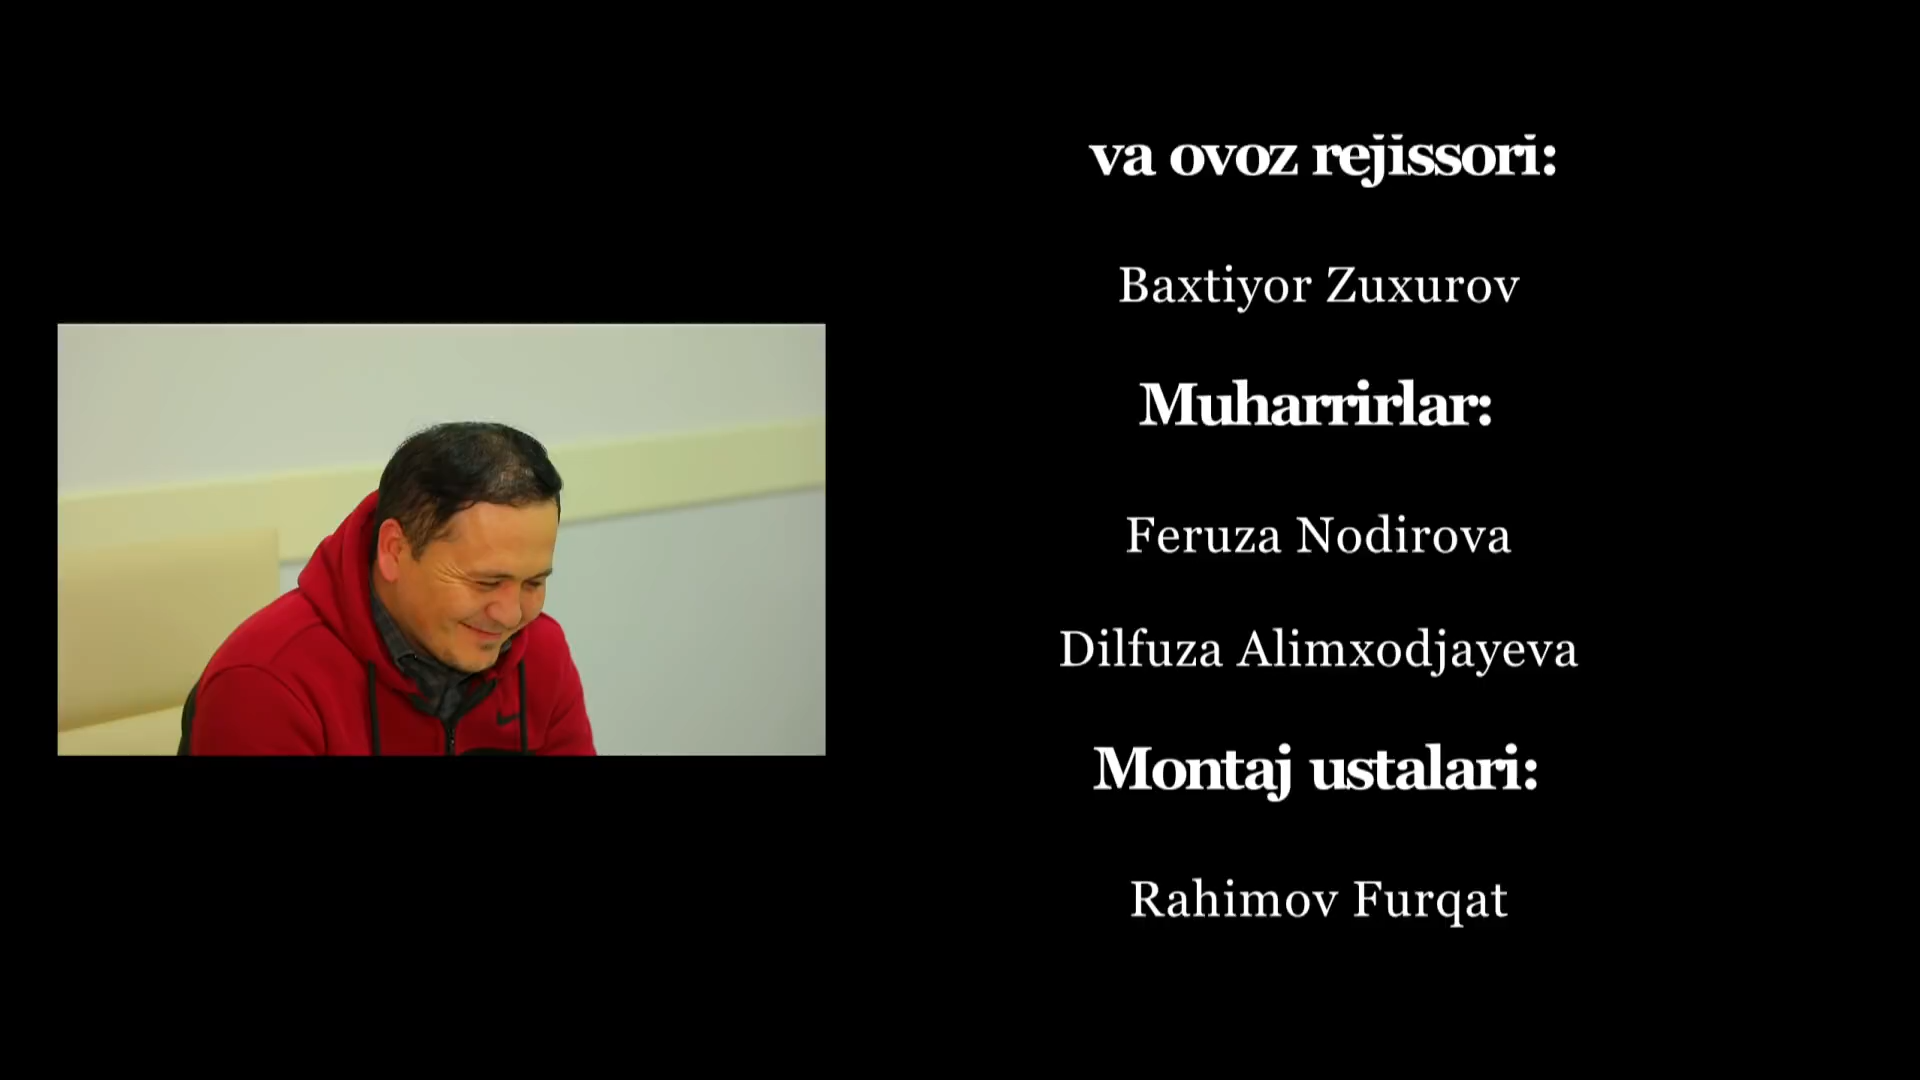 va ovoz rejissori:
Baxtiyor Zuxurov
Muharrirlar:
Feruza Nodirova
Dilfuza Alimxodjayeva
Montaj ustalari:
Rahimov Furqat